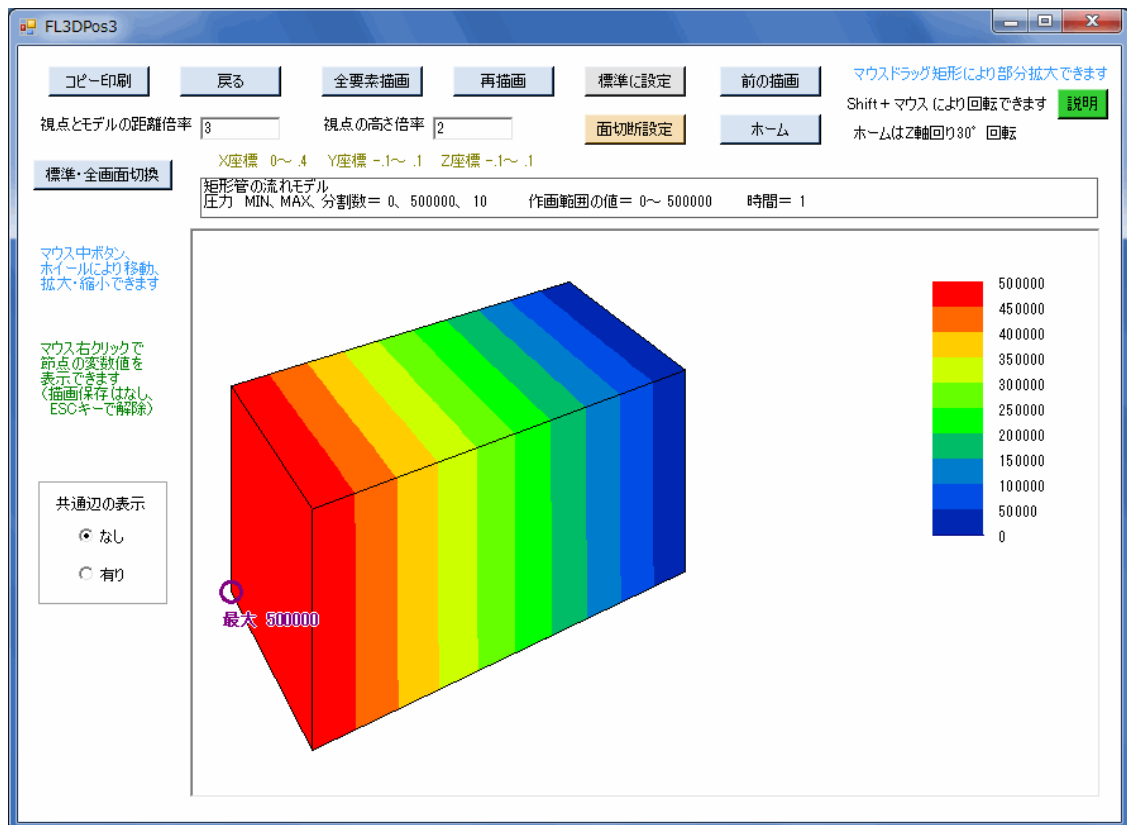 FL3DPos3
コピー印刷
戻る
全要素描画
再描画
標準に設定
前の描画
マウスドラッグ矩形により部分拡大できます
視点とモデルの距離倍率 3
視点の高さ倍率 2
面切断設定
ホーム
Shift+マウスにより回転できます
説明
ホームはZ軸回り30°回転
標準・全画面切換
X座標 0～ .4 Y座標 -.1～ .1 Z座標 -.1～ .1
矩形管の流れモデル
圧力 MIN、MAX、分割数＝ 0、 500000、 10 作画範囲の値＝ 0～ 500000 時間＝ 1
マウス中ボタン、
ホイールにより移動、
拡大・縮小できます
マウス右クリックで
節点の変数値を
表示できます
(描画保存はなし、
ESCキーで解除)
共通辺の表示
なし
有り
最大 500000
500000
450000
400000
350000
300000
250000
200000
150000
100000
50000
0